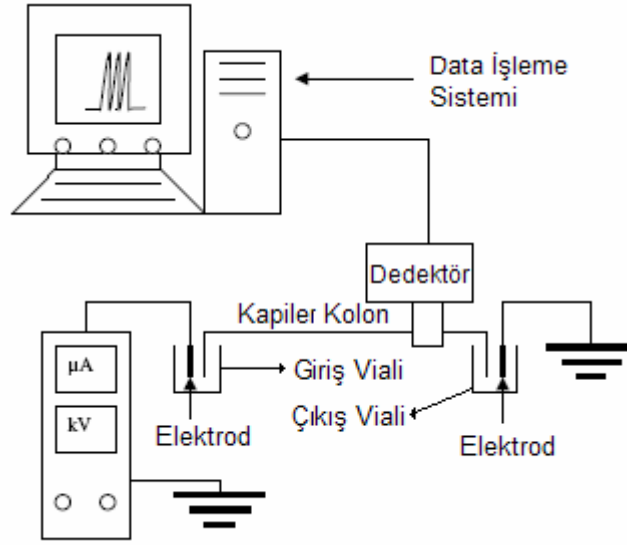 Data İşleme
Sistemi
Dedektör
Kapiler Kolon
µA
Giriş Viali
kV
Çıkış Viali
Elektrod
Elektrod